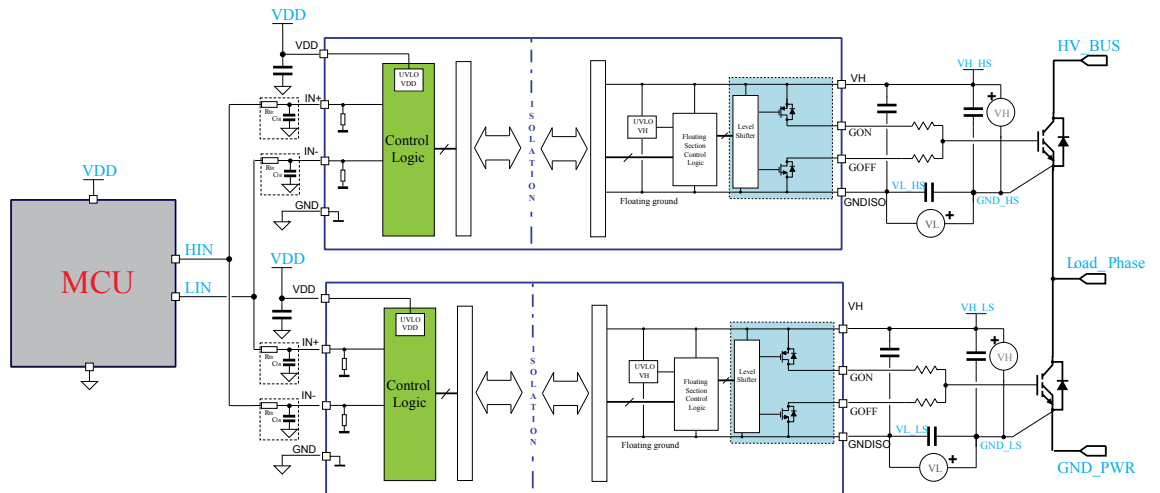 VDD
VDD
UVLO
VDD
IN+
Rfilt
Cfilt
IN-
Control
Logic
GND
I
S
O
L
A
T
I
O
N
UVLO
VH
Floating
Section
Control
Logic
Level
Shifter
Floating ground
VH
GON
GOFF
GNDISO
VH_HS
+
VH
VL_HS
VL
+
GND_HS
HV_BUS
VDD
MCU
HIN
LIN
Load_Phase
VDD
VDD
UVLO
VDD
IN+
IN-
Control
Logic
GND
I
S
O
L
A
T
I
O
N
UVLO
VH
Floating
Section
Control
Logic
Level
Shifter
Floating ground
VH
GON
GOFF
GNDISO
VH_LS
+
VH
VL_LS
VL
+
GND_LS
GND_PWR